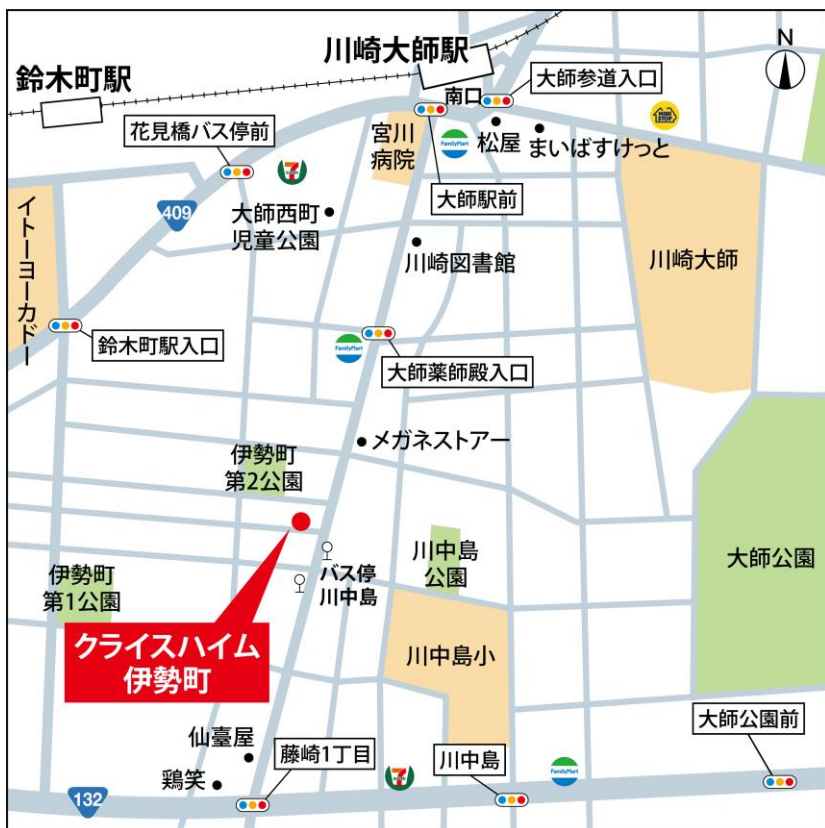 川崎大師駅
N
鈴木町駅
南口
大師参道入口
花見橋バス停前
宮川
病院
FamilyMart
松屋
まいばすけっと
大師駅前
イトーヨーカドー
409
大師西町
児童公園
川崎図書館
川崎大師
鈴木町駅入口
FamilyMart
大師薬師殿入口
メガネストアー
伊勢町
第2公園
川中島
公園
大師公園
バス停
川中島
伊勢町
第1公園
クライスハイム
伊勢町
川中島小
仙臺屋
藤崎1丁目
川中島
大師公園前
鶏笑
FamilyMart
132